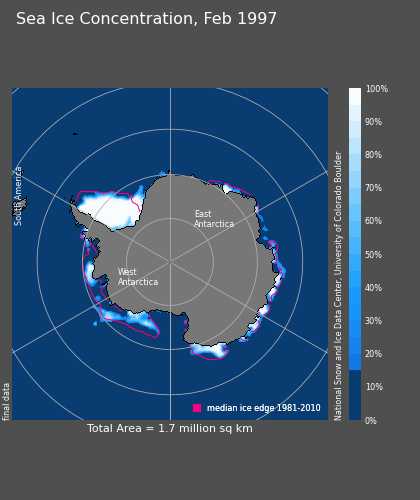 Sea Ice Concentration, Feb 1997
South America
East
Antarctica
West
Antarctica
final data
median ice edge 1981-2010
Total Area = 1.7 million sq km
National Snow and Ice Data Center, University of Colorado Boulder
100%
90%
80%
70%
60%
50%
40%
30%
20%
10%
0%